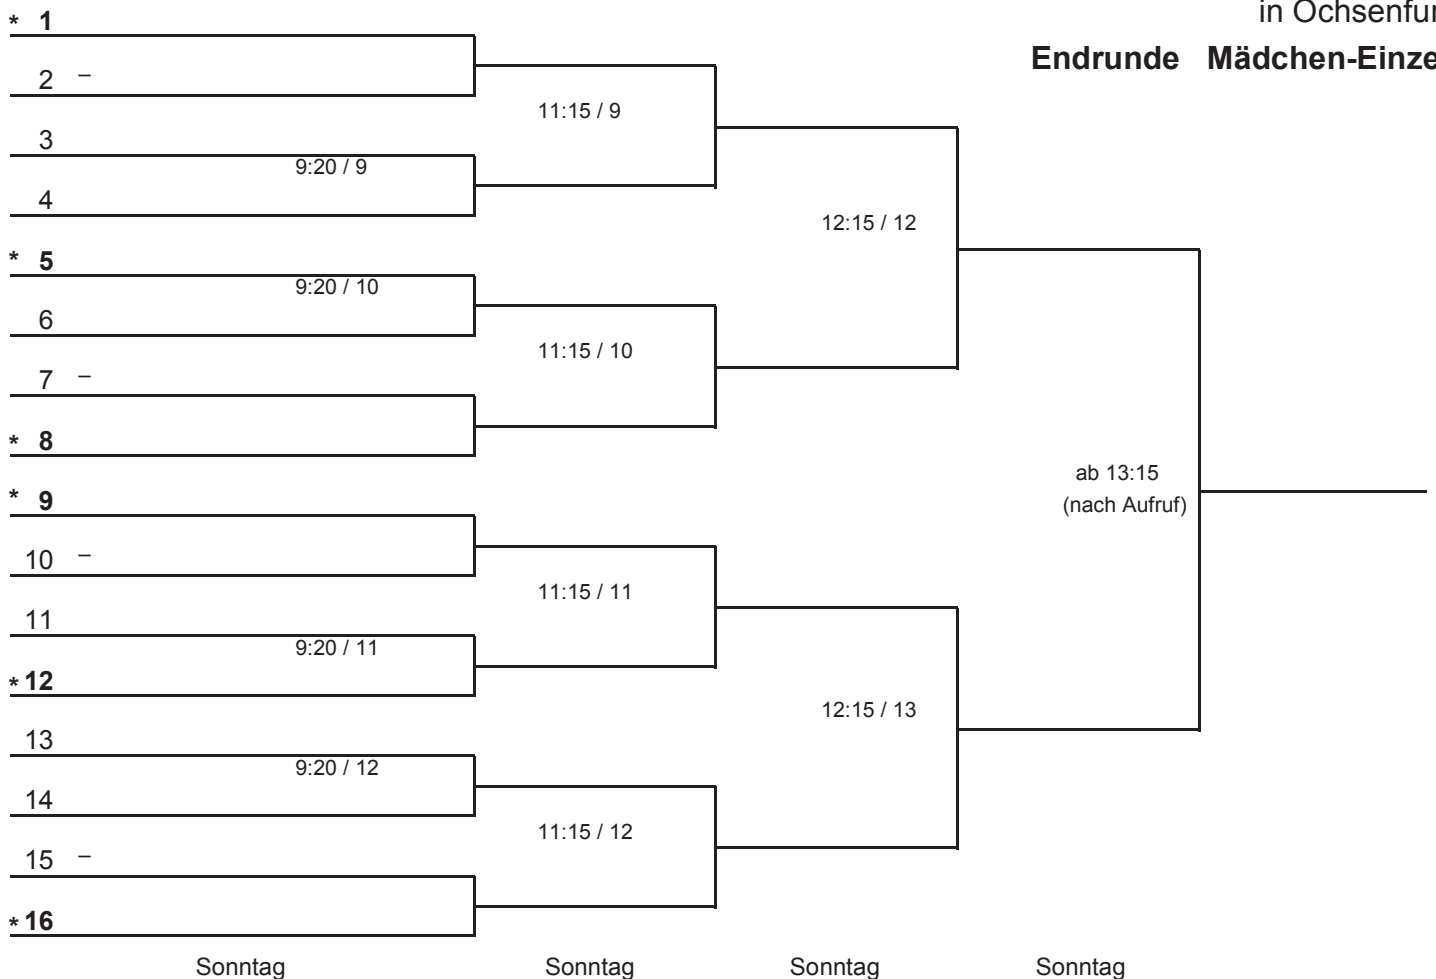 in Ochsenfur
Endrunde Mädchen-Einze
* 1
2 –
11:15 / 9
3
9:20 / 9
4
12:15 / 12
* 5
9:20 / 10
6
11:15 / 10
7 –
* 8
ab 13:15
(nach Aufruf)
* 9
10 –
11:15 / 11
11
9:20 / 11
* 12
12:15 / 13
13
9:20 / 12
14
11:15 / 12
15 –
* 16
Sonntag Sonntag Sonntag Sonntag